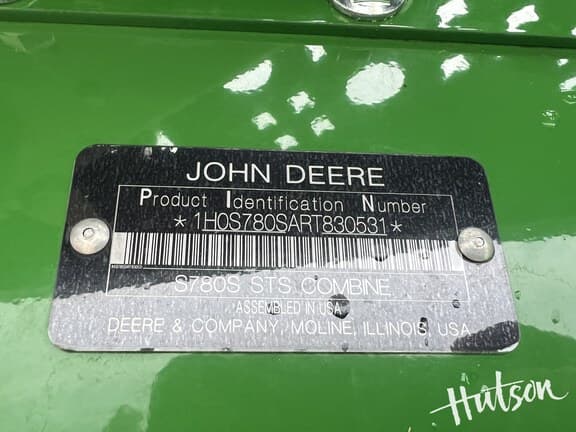 JOHN DEERE
Product Identification Number
*1H0S780SART830531*
S780S STS COMBINE
ASSEMBLED IN USA
DEERE & COMPANY, MOLINE, ILLINOIS, USA
Hutson